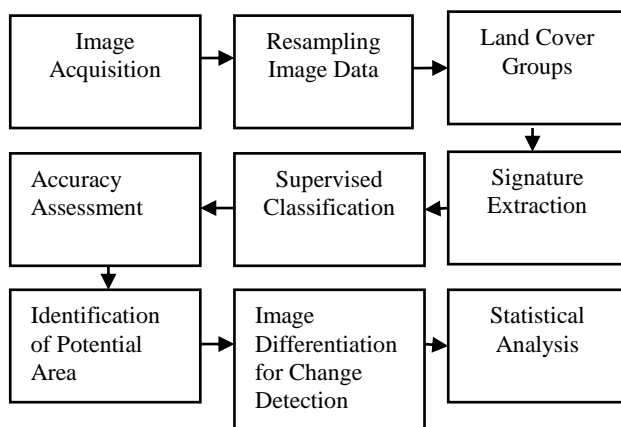 Image
Acquisition
Resampling
Image Data
Land Cover
Groups
Signature
Extraction
Supervised
Classification
Accuracy
Assessment
Identification
of Potential
Area
Image
Differentiation
for Change
Detection
Statistical
Analysis